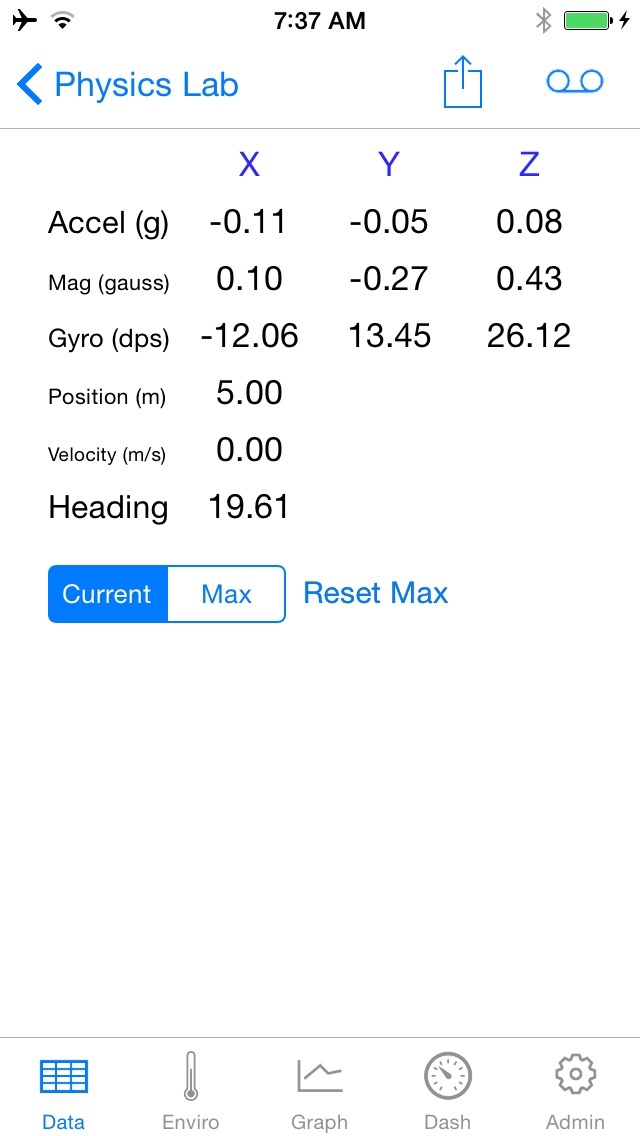 7:37 AM
Physics Lab
X Y Z
Accel (g) -0.11 -0.05 0.08
Mag (gauss) 0.10 -0.27 0.43
Gyro (dps) -12.06 13.45 26.12
Position (m) 5.00
Velocity (m/s) 0.00
Heading 19.61
Current Max Reset Max
Data Enviro Graph Dash Admin